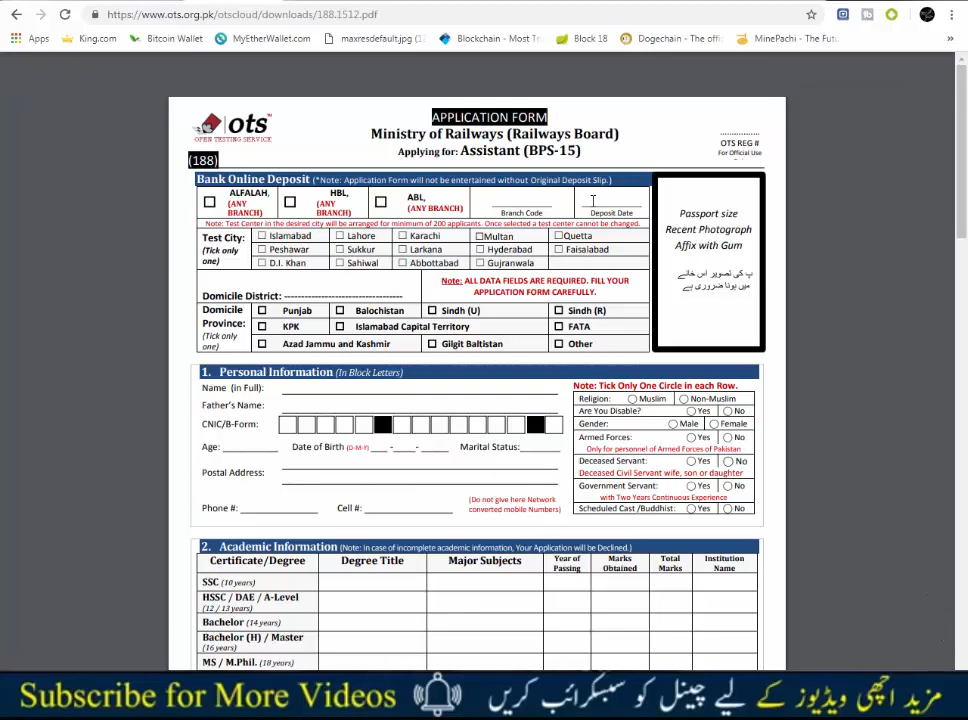 https://www.ots.org.pk/otscloud/downloads/188.1512.pdf
Apps King.com Bitcoin Wallet MyEtherWallet.com maxresdefault.jpg (12 Blockchain - Most Tr Block 18 Dogechain - The offi MinePachi - The Futu »
ots
OPEN TESTING SERVICE
APPLICATION FORM
Ministry of Railways (Railways Board)
Applying for: Assistant (BPS-15)
OTS REG #
For Official Use
(188)
Bank Online Deposit (*Note: Application Form will not be entertained without Original Deposit Slip.)
ALFALAH, (ANY BRANCH) HBL, (ANY BRANCH) ABL, (ANY BRANCH) Branch Code Deposit Date
Note: Test Center in the desired city will be arranged for minimum of 200 applicants. Once selected a test center cannot be changed.
Test City: Islamabad Lahore Karachi Multan Quetta
(Tick only one) Peshawar Sukkur Larkana Hyderabad Faisalabad
D.I. Khan Sahiwal Abbottabad Gujranwala
Passport size
Recent Photograph
Affix with Gum
پ کی تصویر اس خانے
میں ہونا ضروری ہے
Note: ALL DATA FIELDS ARE REQUIRED. FILL YOUR
APPLICATION FORM CAREFULLY.
Domicile District: ----------------------------------
Domicile Province: (Tick only one) Punjab Balochistan Sindh (U) Sindh (R)
KPK Islamabad Capital Territory FATA
Azad Jammu and Kashmir Gilgit Baltistan Other
1. Personal Information (In Block Letters)
Name (in Full):
Father's Name:
CNIC/B-Form:
Age: Date of Birth (D-M-Y) - - Marital Status:
Postal Address:
(Do not give here Network
converted mobile Numbers)
Phone #: Cell #:
Note: Tick Only One Circle in each Row.
Religion: Muslim Non-Muslim
Are You Disable? Yes No
Gender: Male Female
Armed Forces: Yes No
Only for personnel of Armed Forces of Pakistan
Deceased Servant: Yes No
Deceased Civil Servant wife, son or daughter
Government Servant: Yes No
with Two Years Continuous Experience
Scheduled Cast /Buddhist: Yes No
2. Academic Information (Note: In case of incomplete academic information, Your Application will be Declined.)
Certificate/Degree Degree Title Major Subjects Year of Passing Marks Obtained Total Marks Institution Name
SSC (10 years)
HSSC / DAE / A-Level
(12 / 13 years)
Bachelor (14 years)
Bachelor (H) / Master
(16 years)
MS / M.Phil. (18 years)
Subscribe for More Videos مزید اچھی ویڈیوز کے لیے چینل کو سبسکرائب کریں